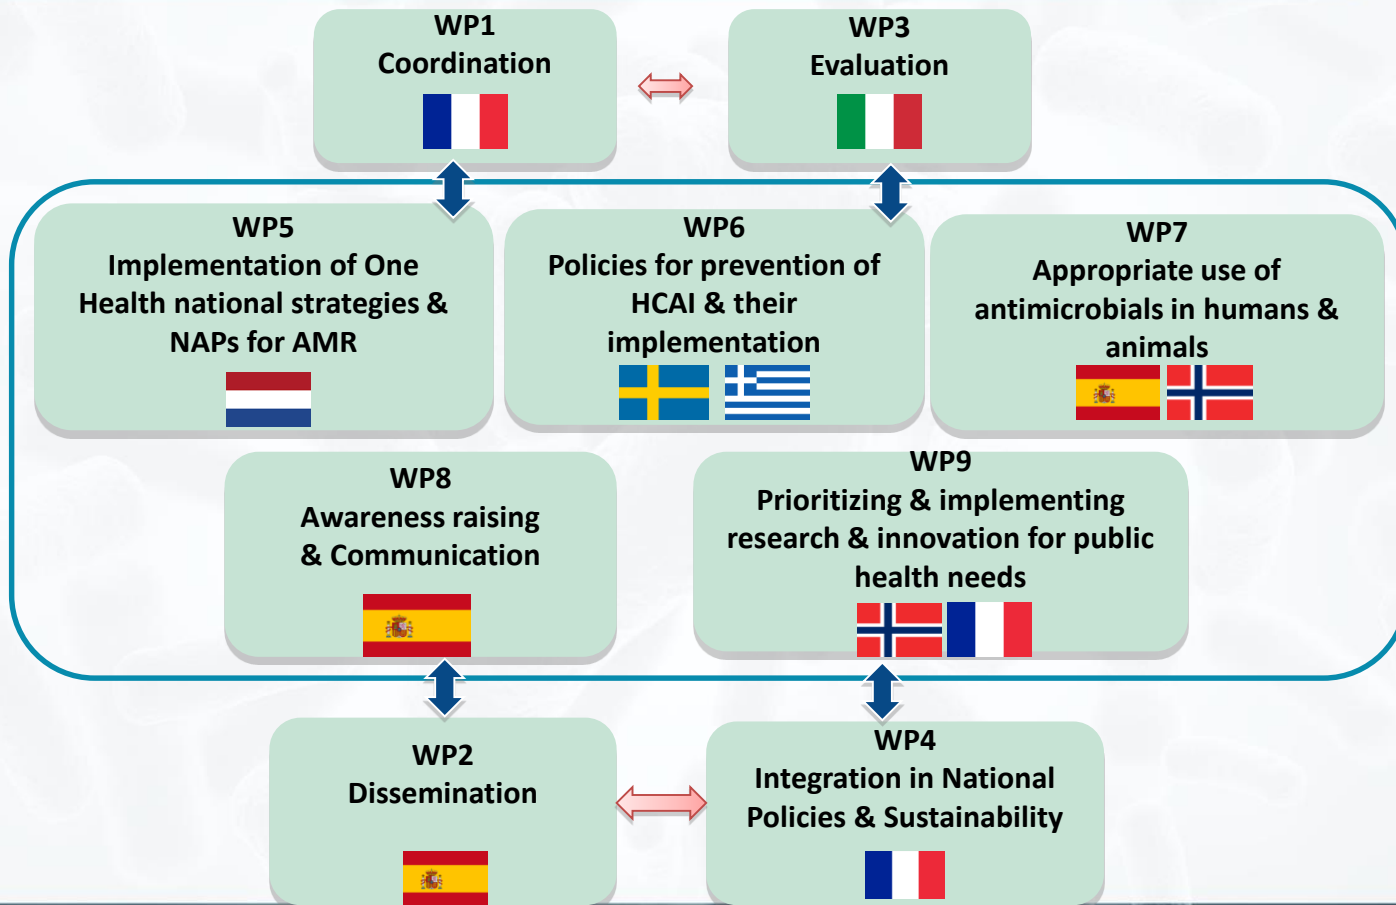 WP1
Coordination
WP3
Evaluation
WP5
Implementation of One
Health national strategies &
NAPs for AMR
WP6
Policies for prevention of
HCAI & their
implementation
WP7
Appropriate use of
antimicrobials in humans &
animals
WP8
Awareness raising
& Communication
WP9
Prioritizing & implementing
research & innovation for public
health needs
WP2
Dissemination
WP4
Integration in National
Policies & Sustainability